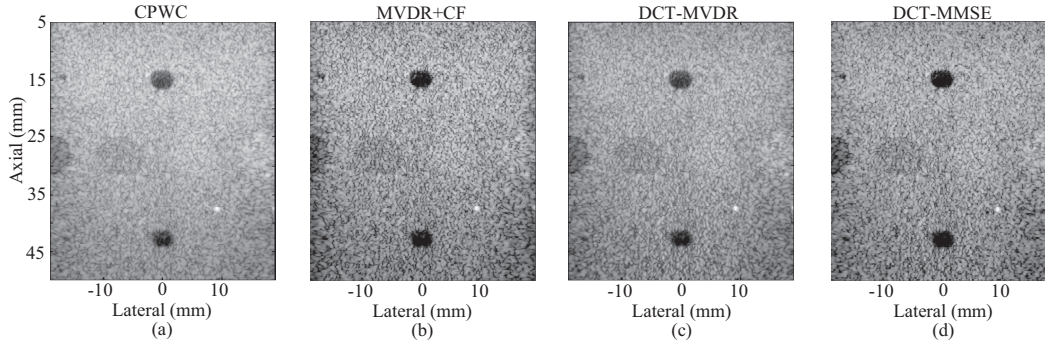 CPWC
MVDR+CF
DCT-MVDR
DCT-MMSE
5
15
25
35
45
Axial (mm)
-10 0 10
-10 0 10
-10 0 10
-10 0 10
Lateral (mm)
Lateral (mm)
Lateral (mm)
Lateral (mm)
(a)
(b)
(c)
(d)